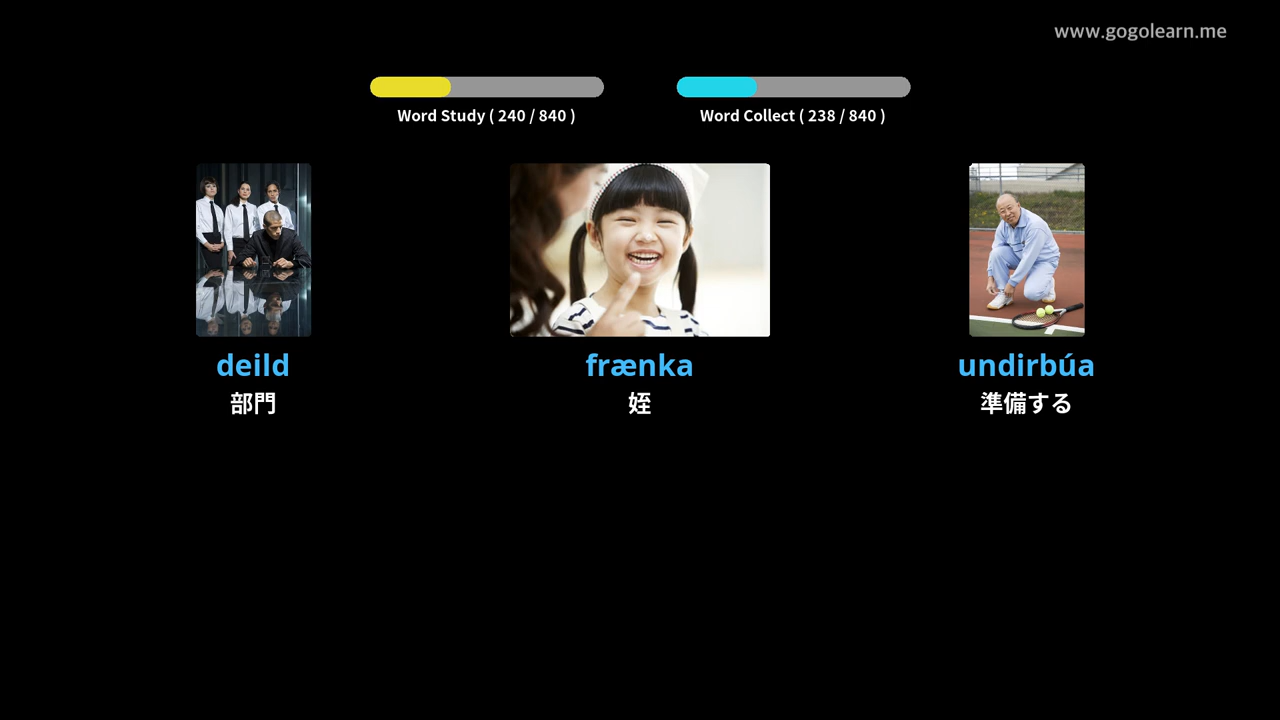 www.gogolearn.me
Word Study ( 240 / 840 )
Word Collect ( 238 / 840 )
deild
frænka
undirbúa
部門
姪
準備する